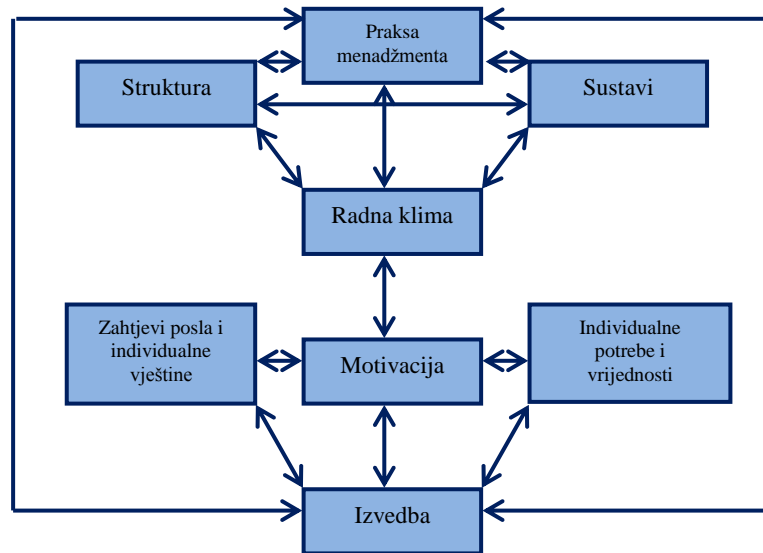 Praksa
menadžmenta
Struktura
Sustavi
Radna klima
Zahtjevi posla i
individualne
vještine
Motivacija
Individualne
potrebe i
vrijednosti
Izvedba